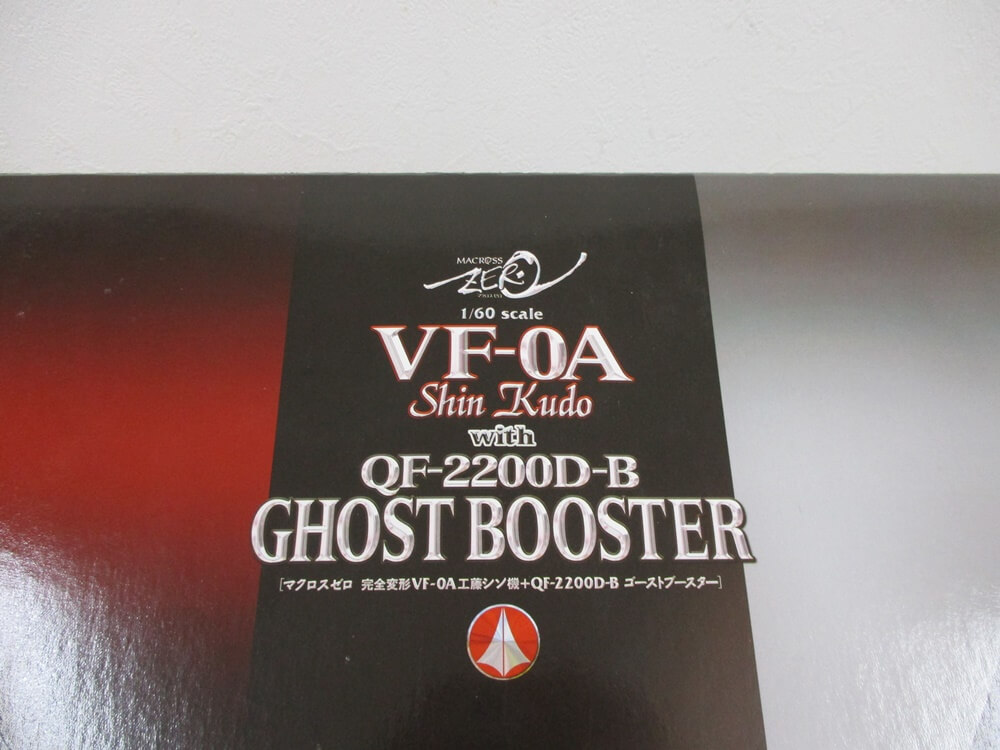 MACROSS
ZERO
1/60 scale
VF-0A
Shin Kudo
with
QF-2200D-B
GHOST BOOSTER
[マクロスゼロ 完全変形VF-0A工藤シン機+QF-2200D-B ゴーストブースター]